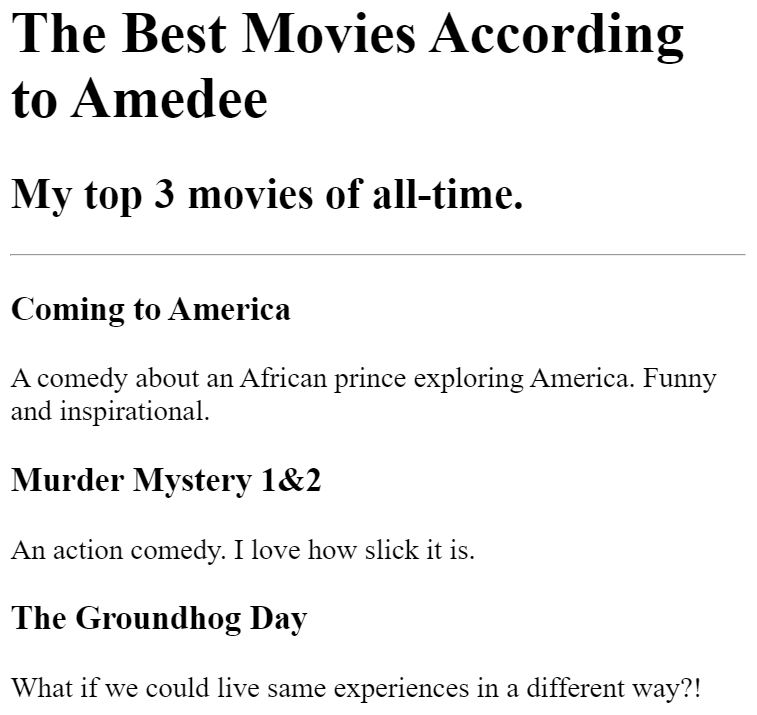 The Best Movies According
to Amedee
My top 3 movies of all-time.
Coming to America
A comedy about an African prince exploring America. Funny
and inspirational.
Murder Mystery 1&2
An action comedy. I love how slick it is.
The Groundhog Day
What if we could live same experiences in a different way?!